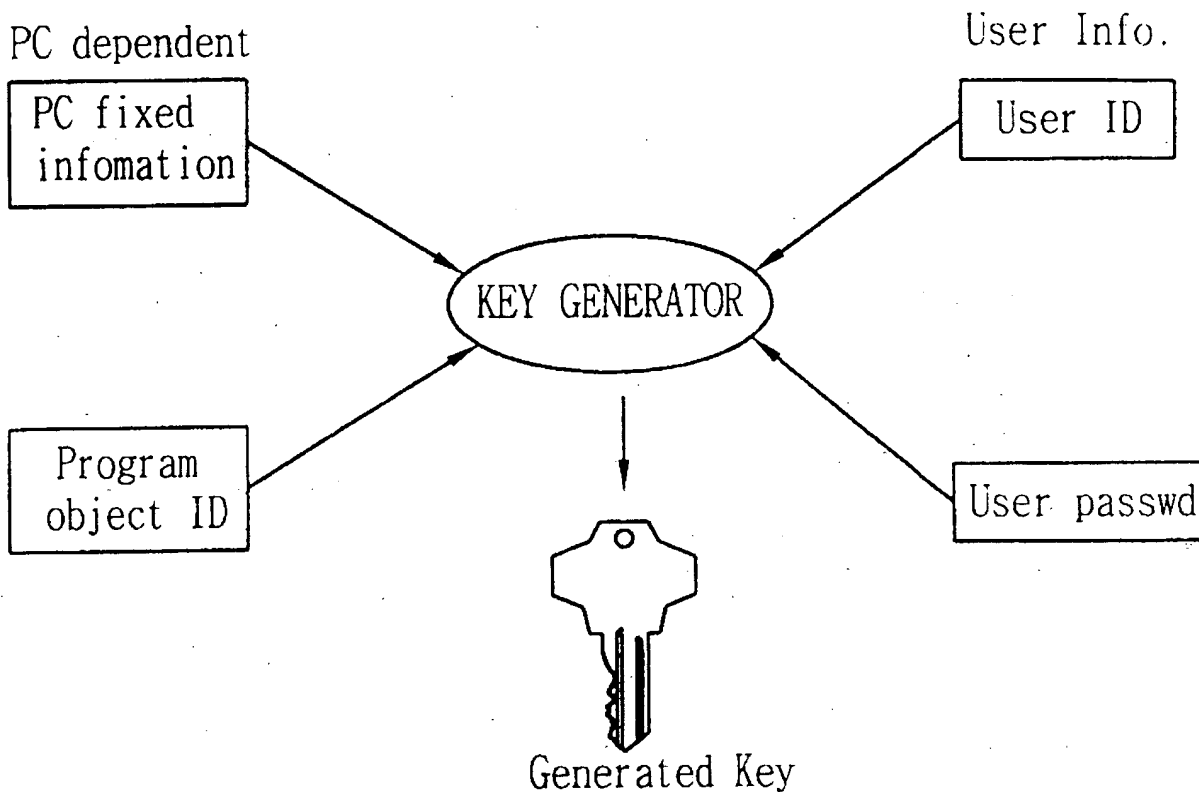 PC dependent
PC fixed
infomation
User Info.
User ID
KEY GENERATOR
Program
object ID
User passwd
Generated Key